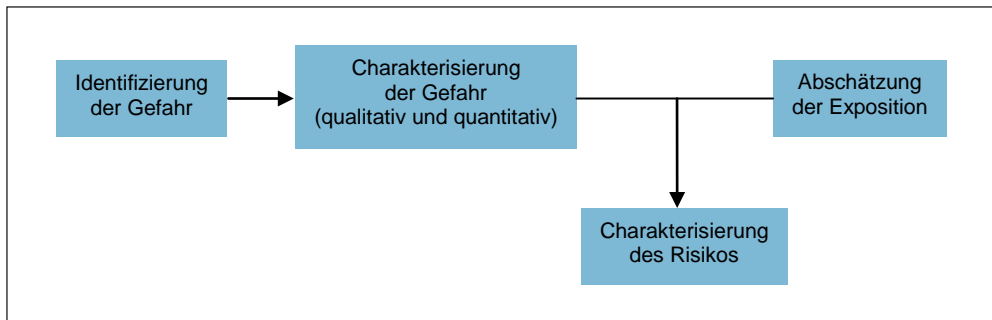 Identifizierung
der Gefahr
Charakterisierung
der Gefahr
(qualitativ und quantitativ)
Abschätzung
der Exposition
Charakterisierung
des Risikos